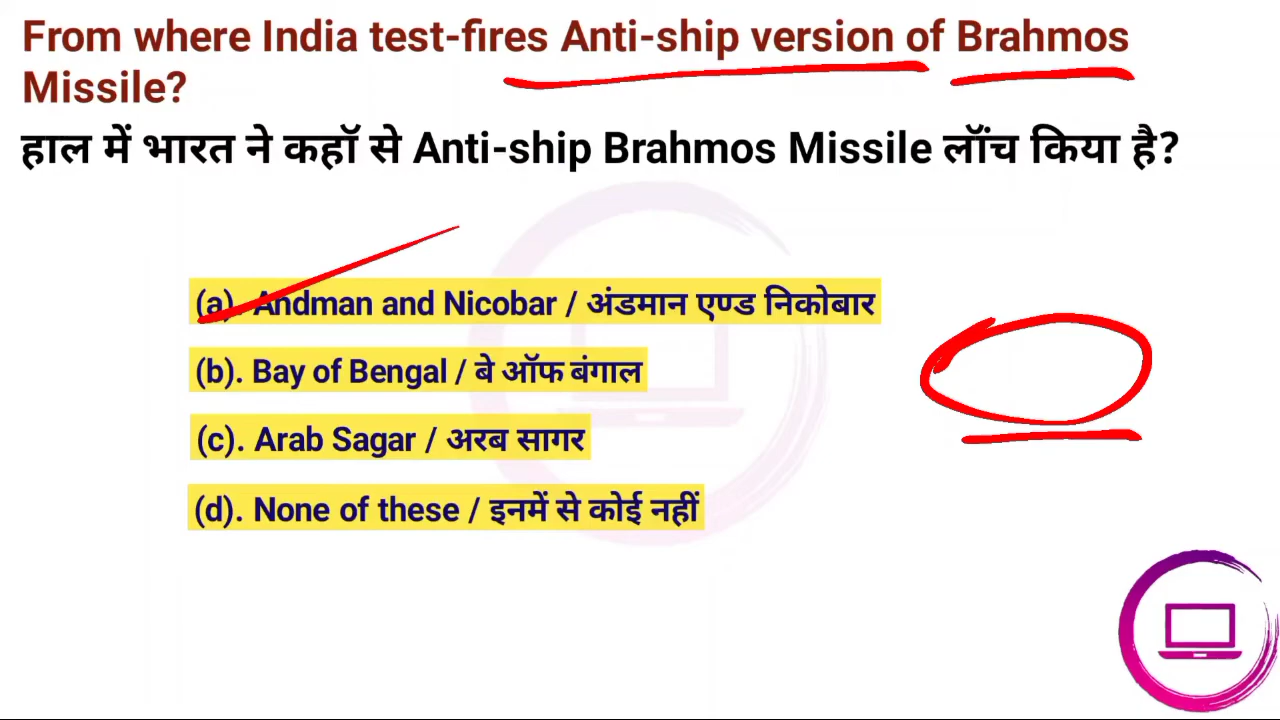 From where India test-fires Anti-ship version of Brahmos
Missile?
हाल में भारत ने कहॉ से Anti-ship Brahmos Missile लॉंच किया है?
(a). Andman and Nicobar / अंडमान एण्ड निकोबार
(b). Bay of Bengal / बे ऑफ बंगाल
(c). Arab Sagar / अरब सागर
(d). None of these / इनमें से कोई नहीं